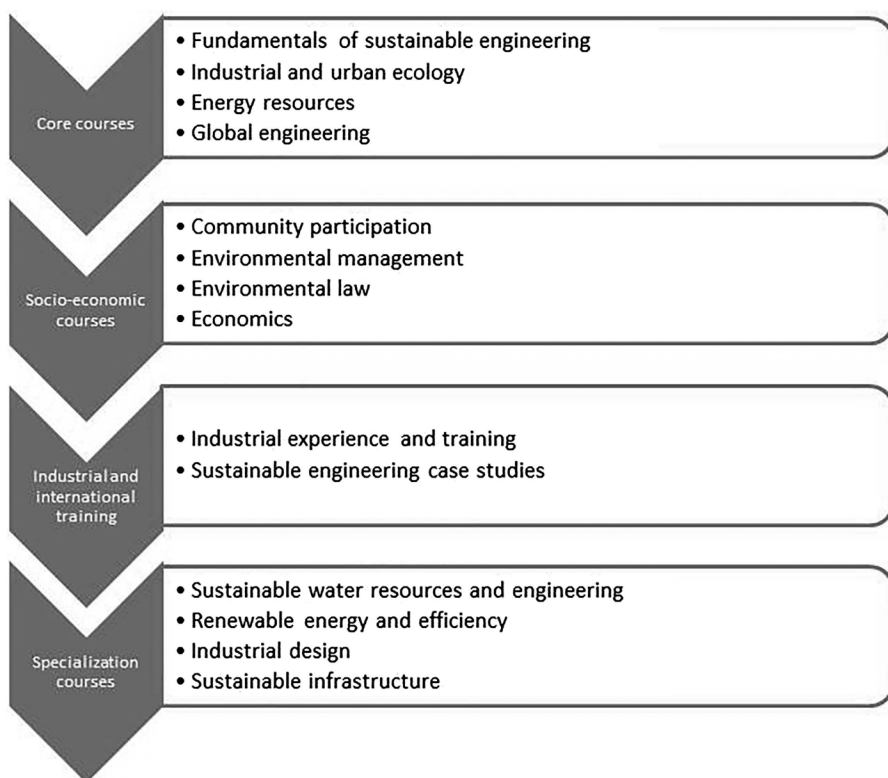 Core courses
• Fundamentals of sustainable engineering
• Industrial and urban ecology
• Energy resources
• Global engineering
Socio-economic
courses
• Community participation
• Environmental management
• Environmental law
• Economics
Industrial and
international
training
• Industrial experience and training
• Sustainable engineering case studies
Specialization
courses
• Sustainable water resources and engineering
• Renewable energy and efficiency
• Industrial design
• Sustainable infrastructure